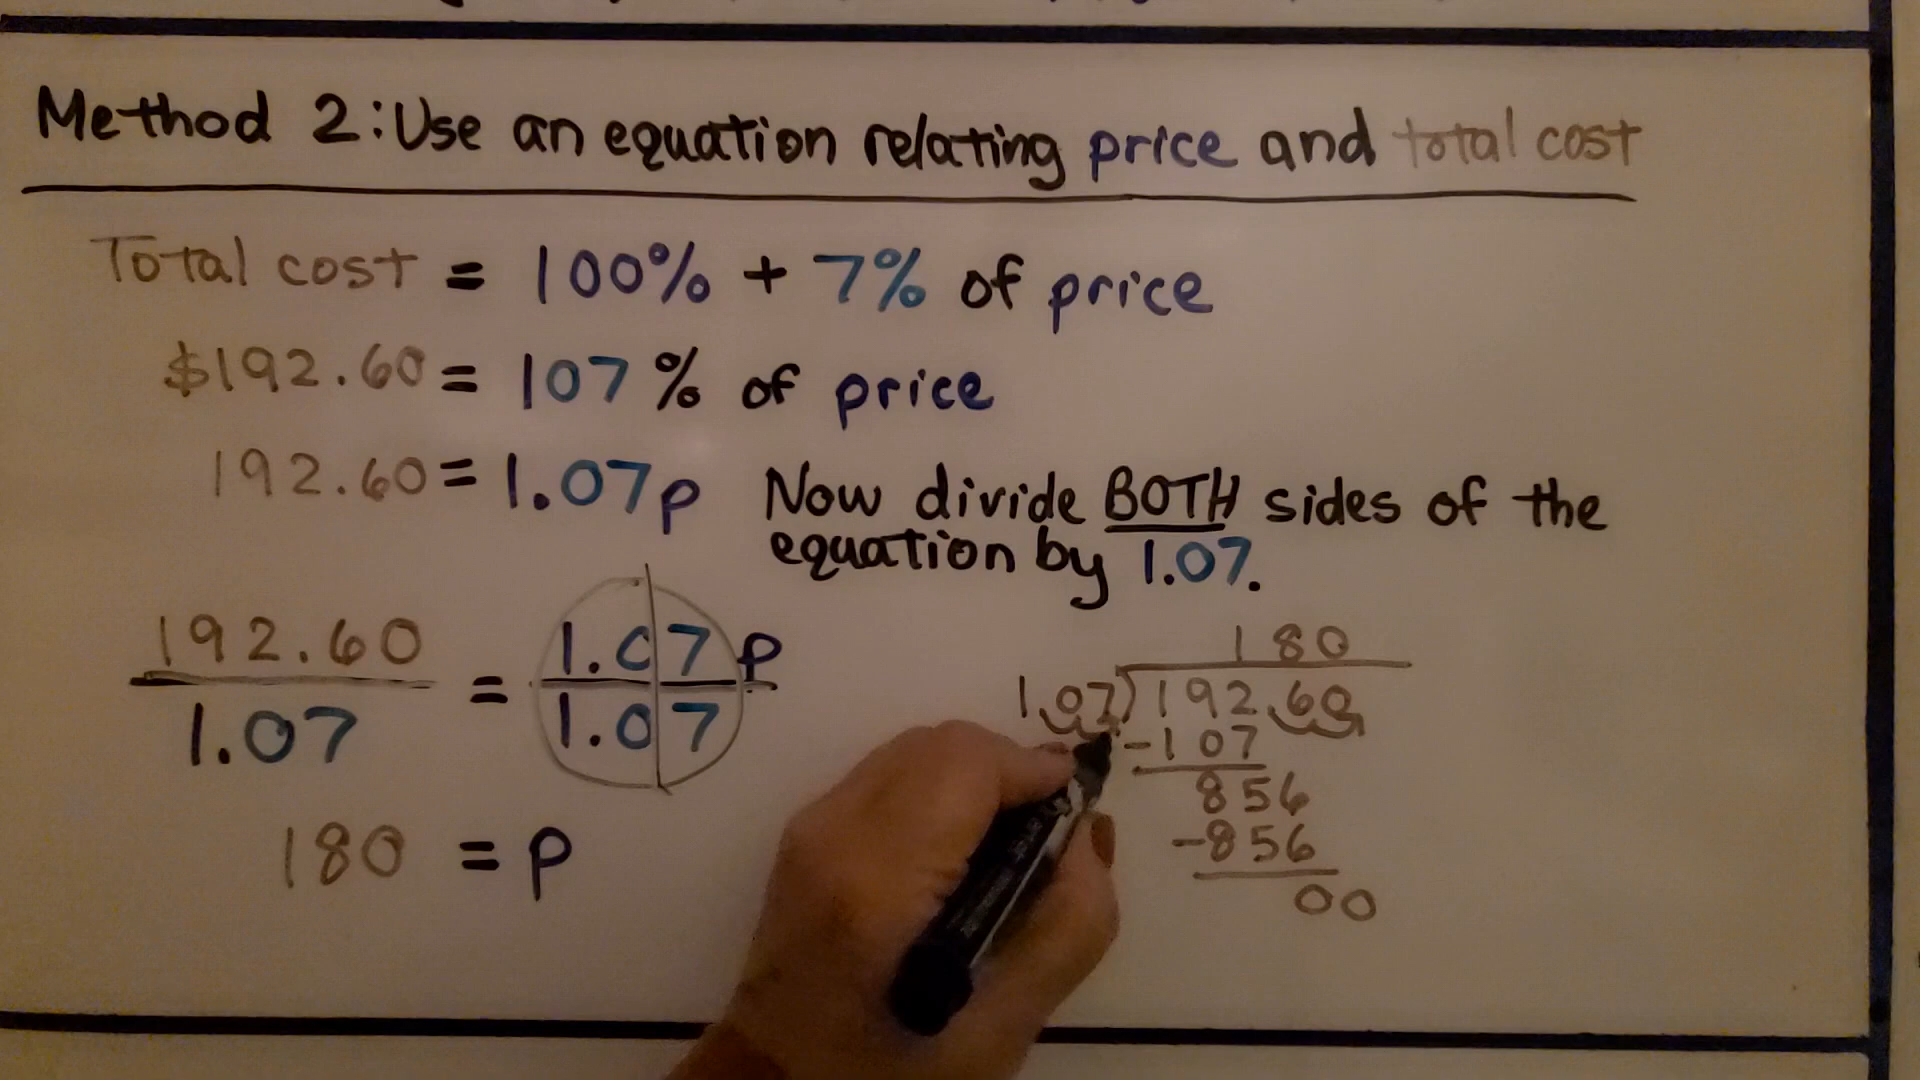 Method 2: Use an equation relating price and total cost
Total cost = 100% + 7% of price
$192.60 = 107% of price
192.60 = 1.07p Now divide BOTH sides of the
equation by 1.07.
192.60 = 1.07p
1.07 1.07
180 = p
180
1.07)192.60
-107
856
-856
00